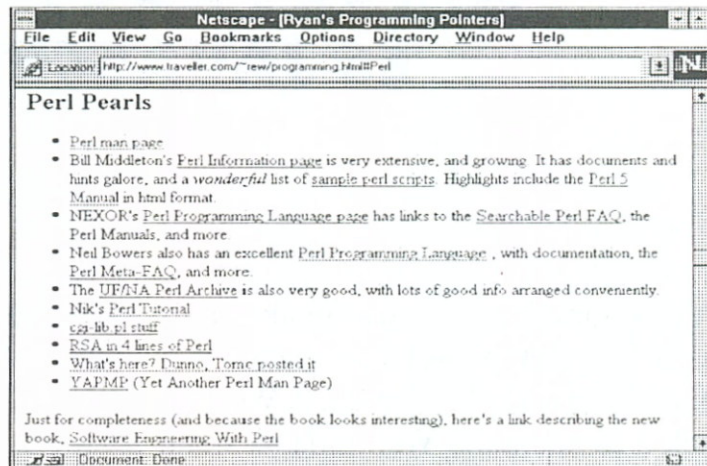 Netscape - [Ryan's Programming Pointers]
File Edit View Go Bookmarks Options Directory Window Help
Location: http://www.traveller.com/~rew/programming.html#Perl
N
Perl Pearls
• Perl man page
• Bill Middleton's Perl Information page is very extensive, and growing. It has documents and
hints galore, and a wonderful list of sample perl scripts. Highlights include the Perl 5
Manual in html format.
• NEXOR's Perl Programming Language page has links to the Searchable Perl FAQ, the
Perl Manuals, and more.
• Neil Bowers also has an excellent Perl Programming Language , with documentation, the
Perl Meta-FAQ, and more.
• The UF/NA Perl Archive is also very good, with lots of good info arranged conveniently.
• Nik's Perl Tutorial
• cgi-lib.pl stuff
• RSA in 4 lines of Perl
• What's here? Dunno, Tomc posted it
• YAPMP (Yet Another Perl Man Page)
Just for completeness (and because the book looks interesting), here's a link describing the new
book, Software Engineering With Perl
Document: Done